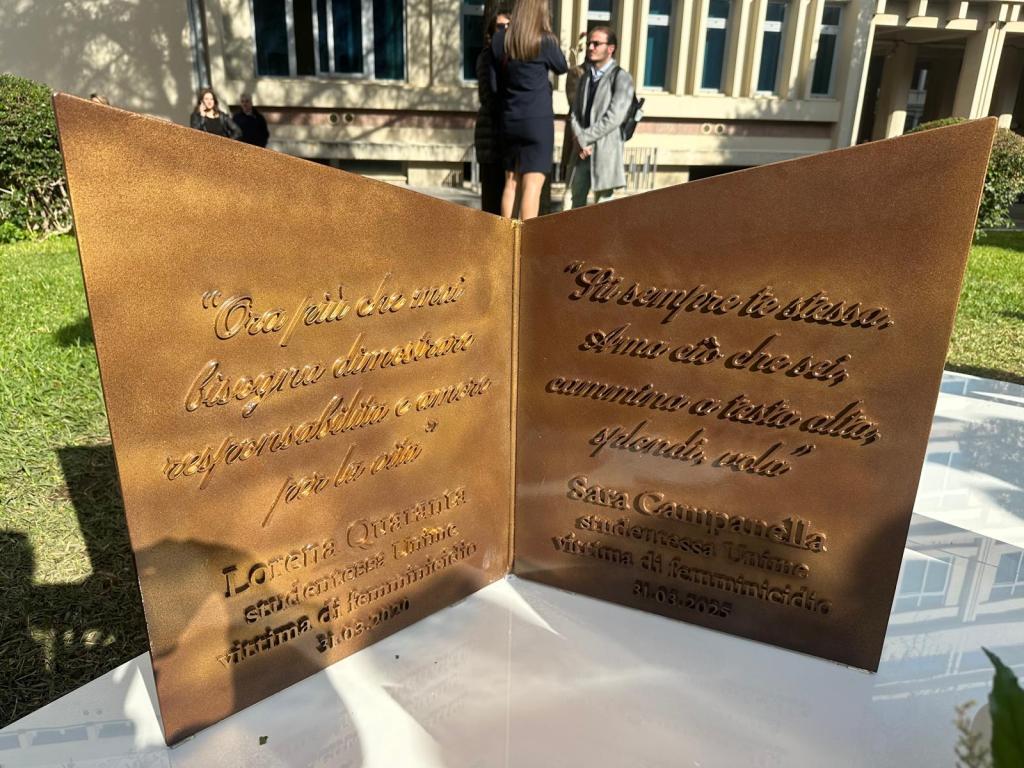 “Ora più che mai
bisogna dimostrare
responsabilità e amore
per la vita”
Lorena Quaranta
studentessa Unime
vittima di femminicidio
31.03.2020
“Sii sempre te stessa,
Ama ciò che sei,
cammina a testa alta,
splendi, vola”
Sara Campanella
studentessa Unime
vittima di femminicidio
31.03.2025